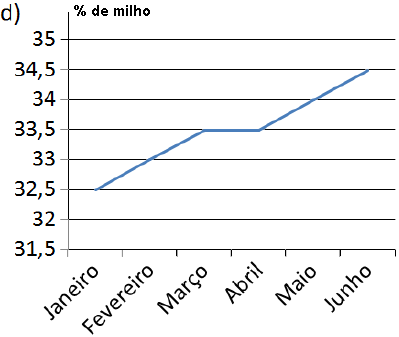 d)
% de milho
35
34,5
34
33,5
33
32,5
32
31,5
Janeiro
Fevereiro
Março
Abril
Maio
Junho